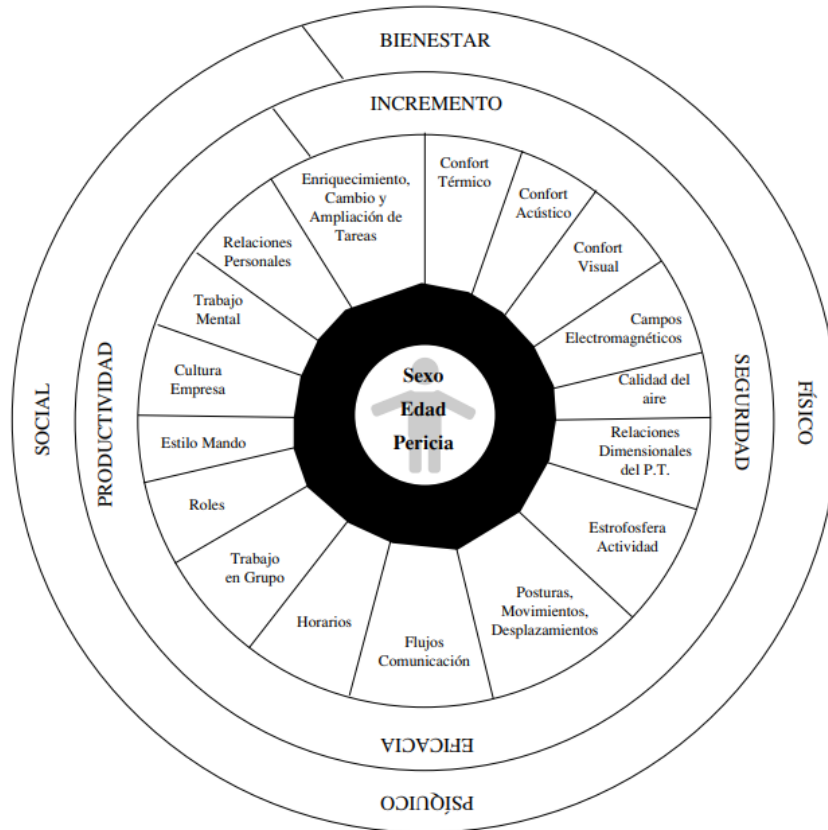 BIENESTAR
FÍSICO
PSÍQUICO
SOCIAL
INCREMENTO
SEGURIDAD
EFICACIA
PRODUCTIVIDAD
Confort
Térmico
Confort
Acústico
Confort
Visual
Campos
Electromagnéticos
Calidad del
aire
Relaciones
Dimensionales
del P.T.
Estrofosfera
Actividad
Posturas,
Movimientos,
Desplazamientos
Flujos
Comunicación
Horarios
Trabajo
en Grupo
Roles
Estilo Mando
Cultura
Empresa
Trabajo
Mental
Relaciones
Personales
Enriquecimiento,
Cambio y
Ampliación de
Tareas
Sexo
Edad
Pericia